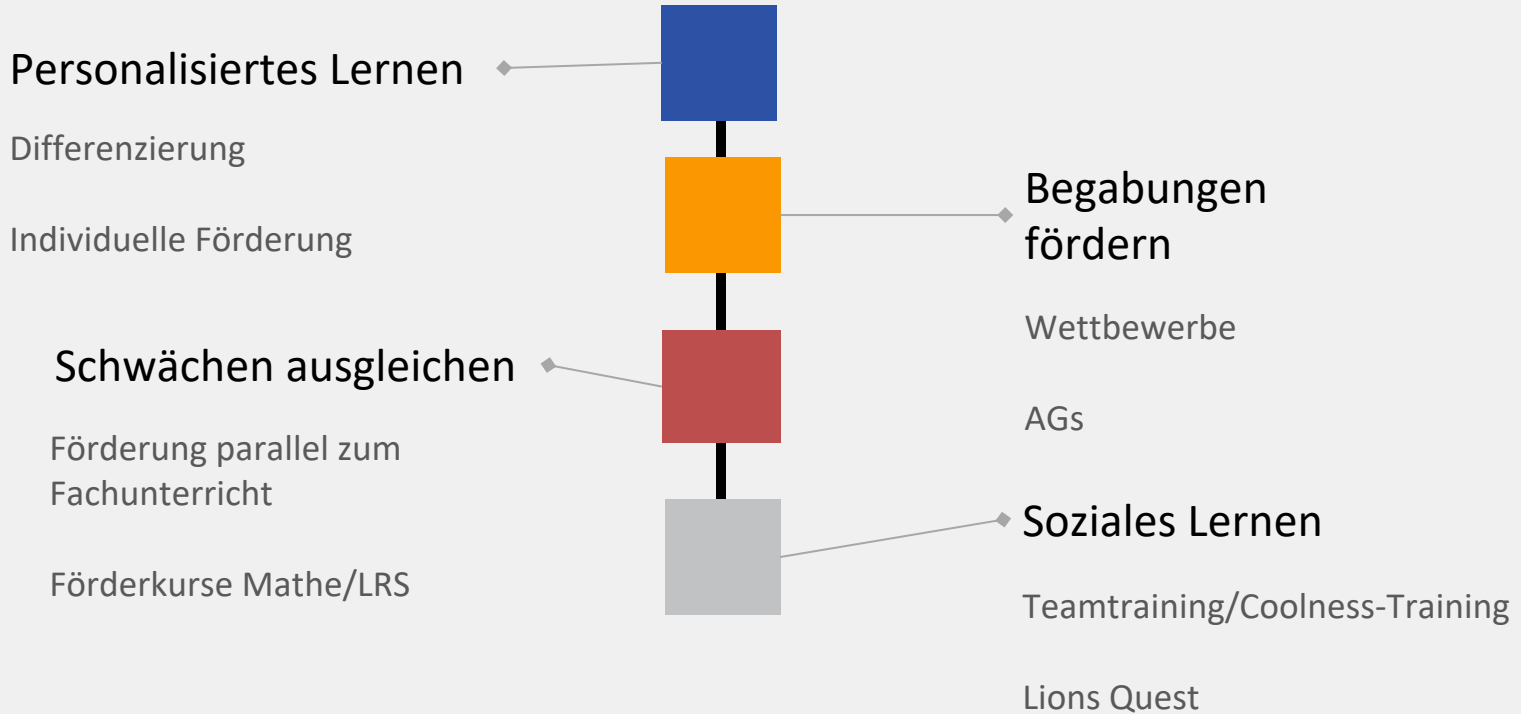 Personalisiertes Lernen
Differenzierung
Individuelle Förderung
Begabungen
fördern
Wettbewerbe
AGs
Schwächen ausgleichen
Förderung parallel zum
Fachunterricht
Förderkurse Mathe/LRS
Soziales Lernen
Teamtraining/Coolness-Training
Lions Quest